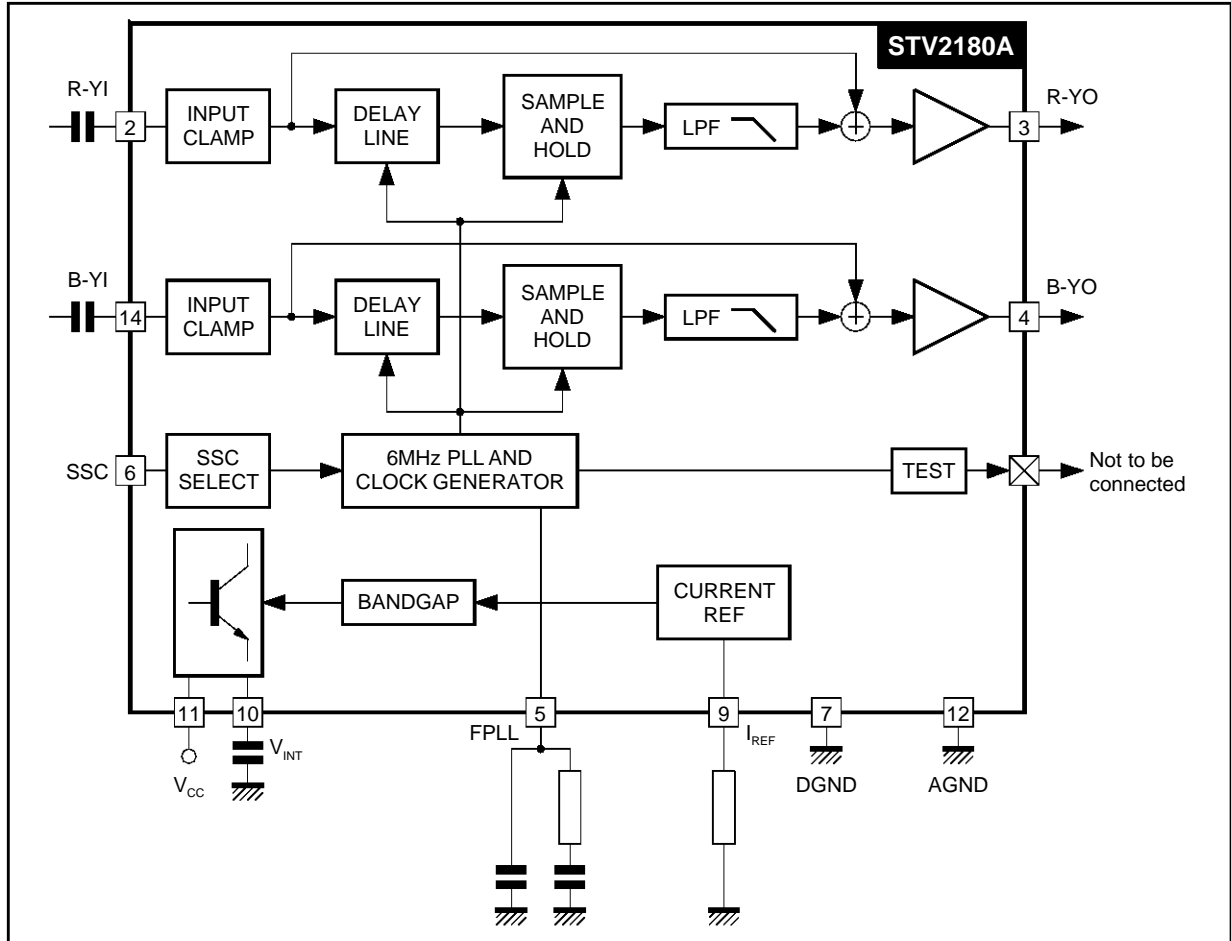 STV2180A
R-YI
R-YO
2
INPUT
CLAMP
DELAY
LINE
SAMPLE
AND
HOLD
LPF
+
3
B-YI
B-YO
14
INPUT
CLAMP
DELAY
LINE
SAMPLE
AND
HOLD
LPF
+
4
SSC
6
SSC
SELECT
6MHz PLL AND
CLOCK GENERATOR
TEST
Not to be
connected
BANDGAP
CURRENT
REF
11
10
5
9
7
12
VCC
VINT
FPLL
IREF
DGND
AGND